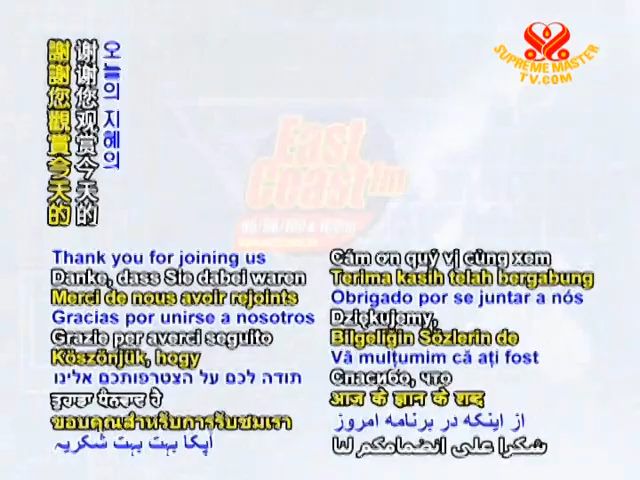 SUPREME MASTER
TV.COM
謝謝您觀賞今天的
谢谢您观赏今天的
오늘의 지혜의
East
Coast fm
Thank you for joining us
Danke, dass Sie dabei waren
Merci de nous avoir rejoints
Gracias por unirse a nosotros
Grazie per averci seguito
Köszönjük, hogy
תודה לכם על הצטרפותכם אלינו
ਤੁਹਾਡਾ ਧੰਨਵਾਦ ਹੈ
ขอบคุณสำหรับการรับชมเรา
آپکا بہت بہت شکریہ
Cám ơn quý vị cùng xem
Terima kasih telah bergabung
Obrigado por se juntar a nós
Dziękujemy,
Bilgeliğin Sözlerin de
Vă mulţumim că aţi fost
Спасибо, что
आज के ज्ञान के शब्द
از اینکه در برنامه امروز
شكرا على انضمامكم لنا